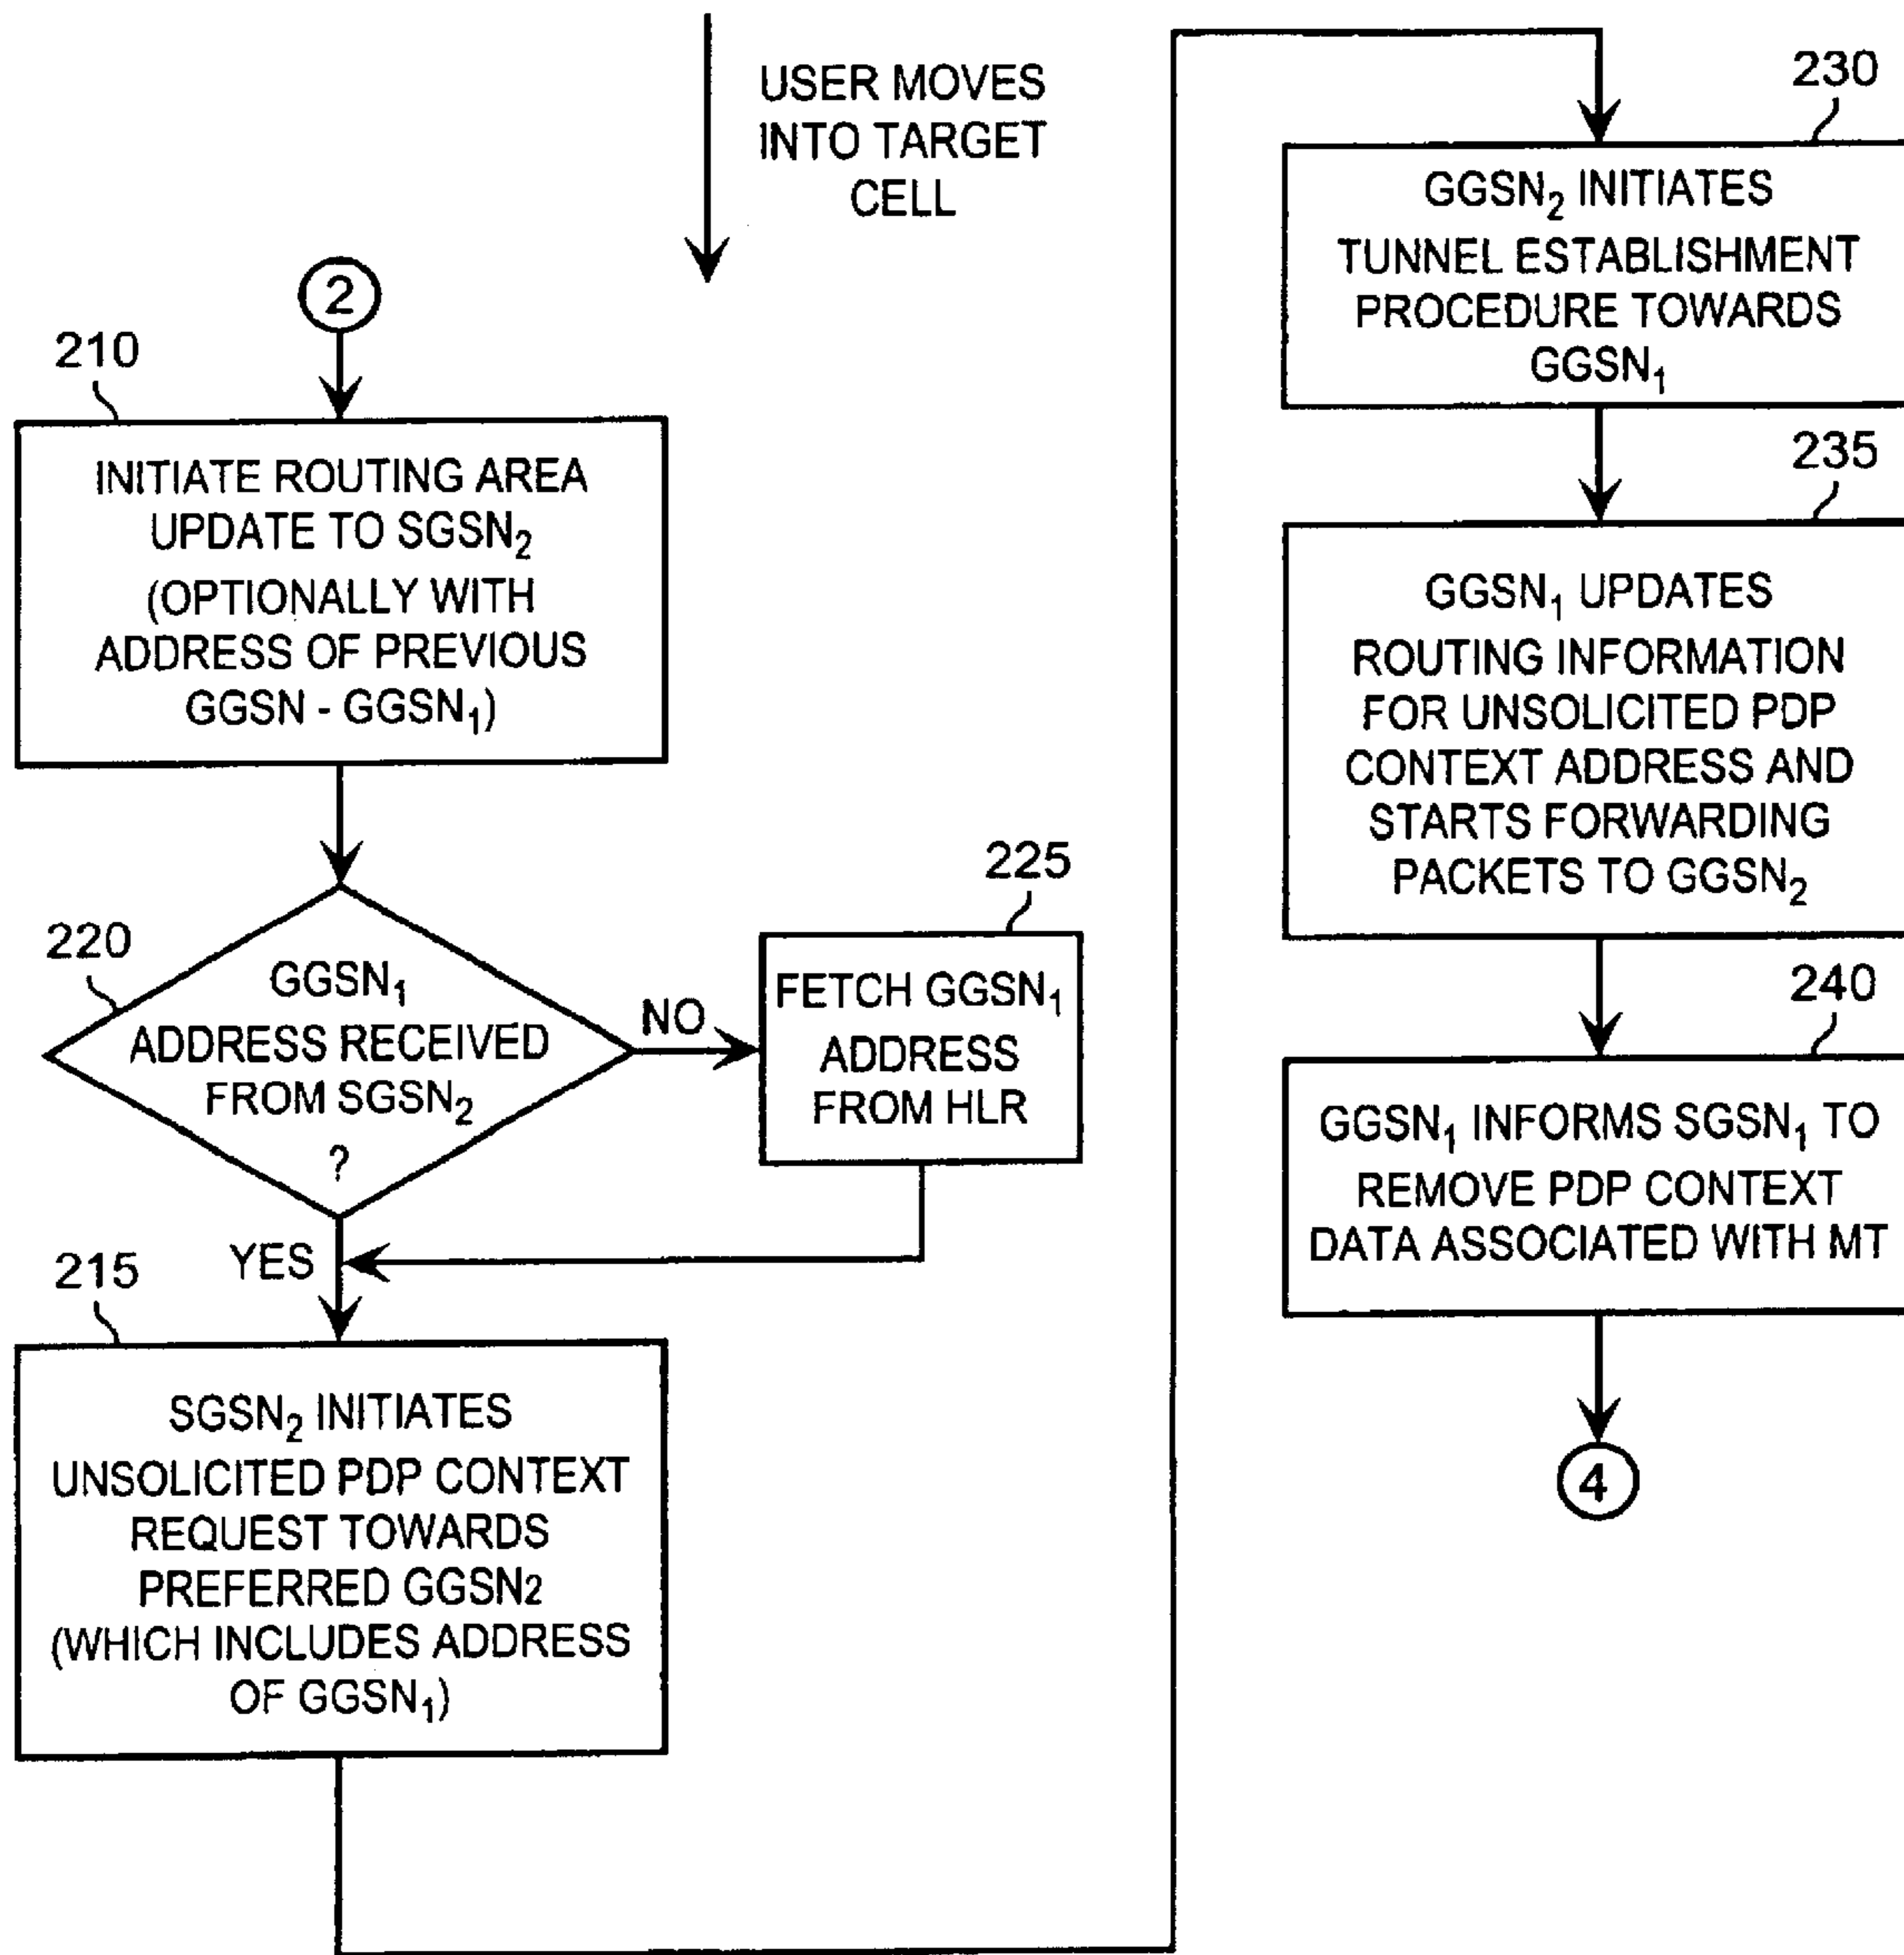 USER MOVES
INTO TARGET
CELL
2
210
INITIATE ROUTING AREA
UPDATE TO SGSN₂
(OPTIONALLY WITH
ADDRESS OF PREVIOUS
GGSN - GGSN₁)
220
GGSN₁
ADDRESS RECEIVED
FROM SGSN₂
?
NO
225
FETCH GGSN₁
ADDRESS
FROM HLR
YES
215
SGSN₂ INITIATES
UNSOLICITED PDP CONTEXT
REQUEST TOWARDS
PREFERRED GGSN2
(WHICH INCLUDES ADDRESS
OF GGSN₁)
230
GGSN₂ INITIATES
TUNNEL ESTABLISHMENT
PROCEDURE TOWARDS
GGSN₁
235
GGSN₁ UPDATES
ROUTING INFORMATION
FOR UNSOLICITED PDP
CONTEXT ADDRESS AND
STARTS FORWARDING
PACKETS TO GGSN₂
240
GGSN₁ INFORMS SGSN₁ TO
REMOVE PDP CONTEXT
DATA ASSOCIATED WITH MT
4